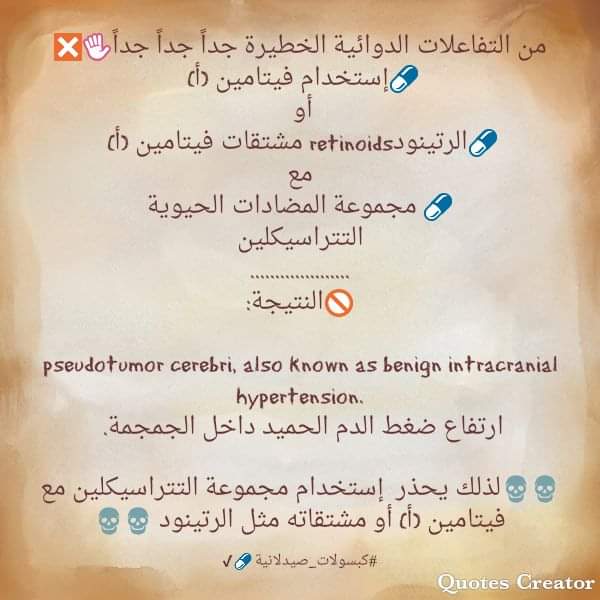 من التفاعلات الدوائية الخطيرة جداً جداً جداً✋❎
💊إستخدام فيتامين (أ)
أو
💊الرتينودretinoids مشتقات فيتامين (أ)
مع
💊 مجموعة المضادات الحيوية
التتراسيكلين
....................
🚫النتيجة:
pseudotumor cerebri, also known as benign intracranial
hypertension.
ارتفاع ضغط الدم الحميد داخل الجمجمة.
💀💀لذلك يحذر إستخدام مجموعة التتراسيكلين مع
فيتامين (أ) أو مشتقاته مثل الرتينود 💀💀
#كبسولات_صيدلانية 💊✓
Quotes Creator